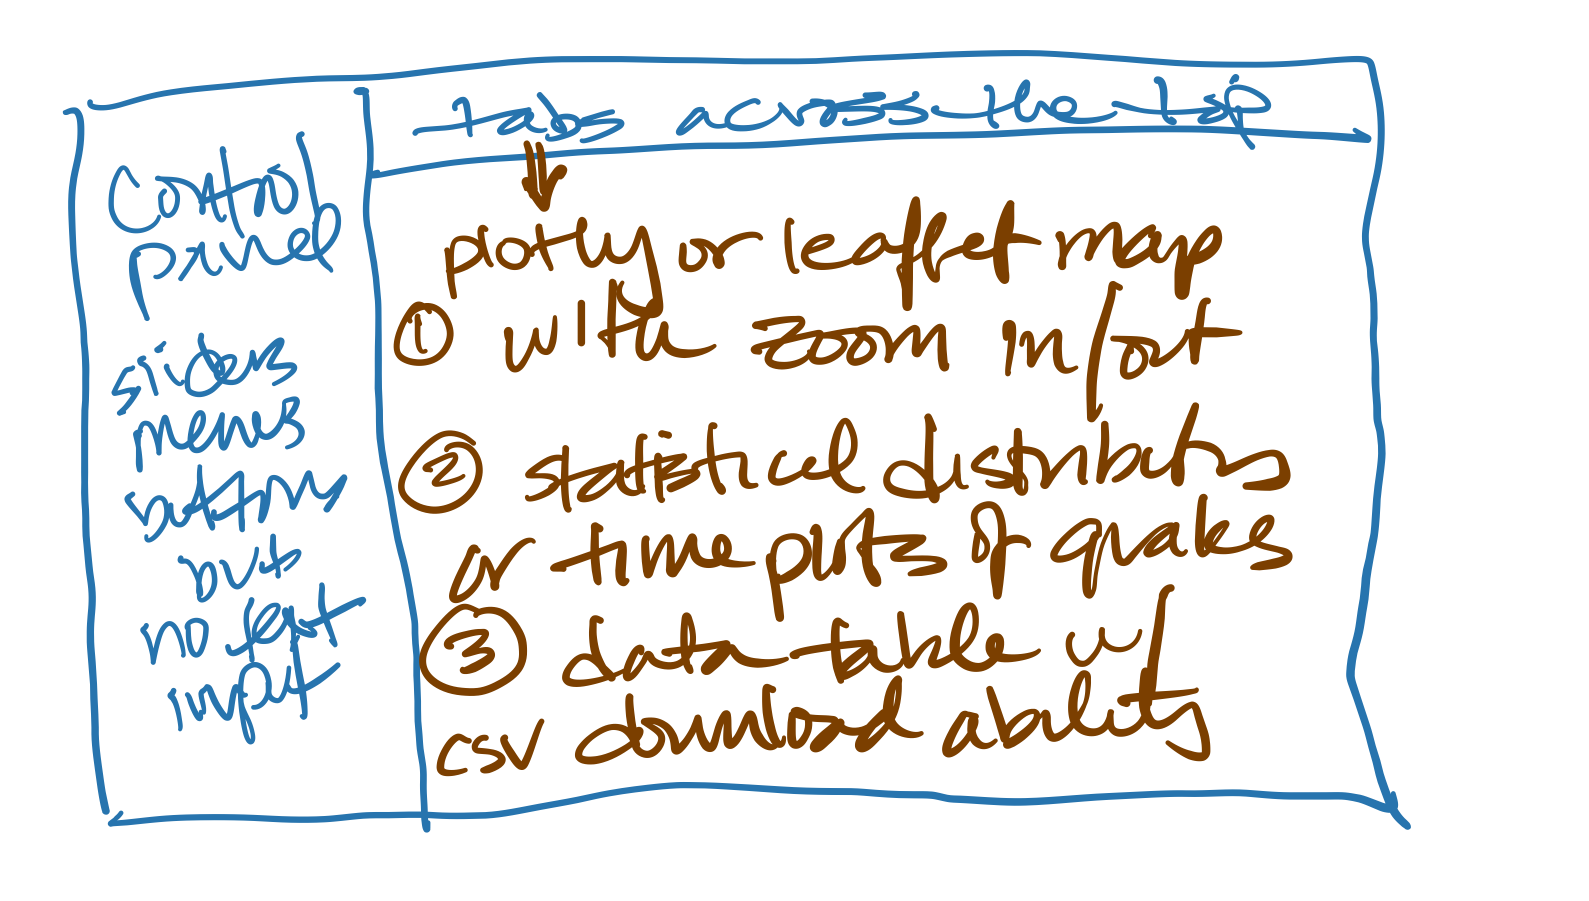 tabs across the top
Control
panel
sliders
menus
buttons
but
no text
input
plotly or leaflet map
① with zoom in/out
② statistical distributions
or time plots of quakes
③ data table w/
csv download ability